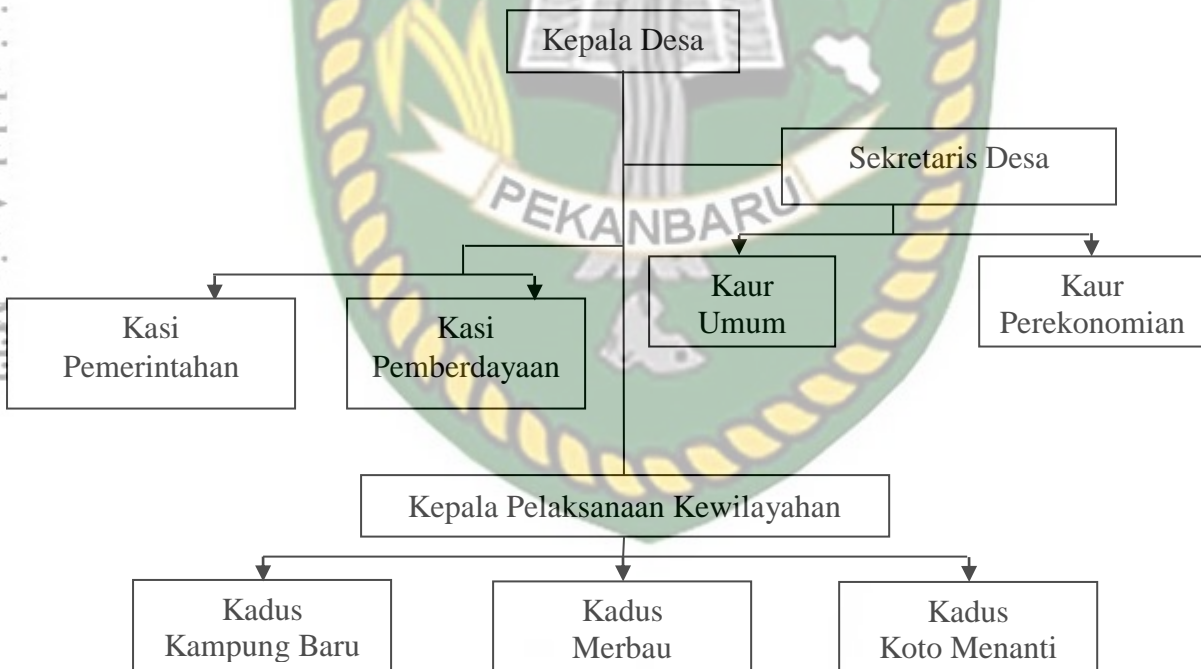 Kepala Desa
Sekretaris Desa
PEKANBARU
Kaur
Umum
Kaur
Perekonomian
Kasi
Pemerintahan
Kasi
Pemberdayaan
Kepala Pelaksanaan Kewilayahan
Kadus
Kampung Baru
Kadus
Merbau
Kadus
Koto Menanti